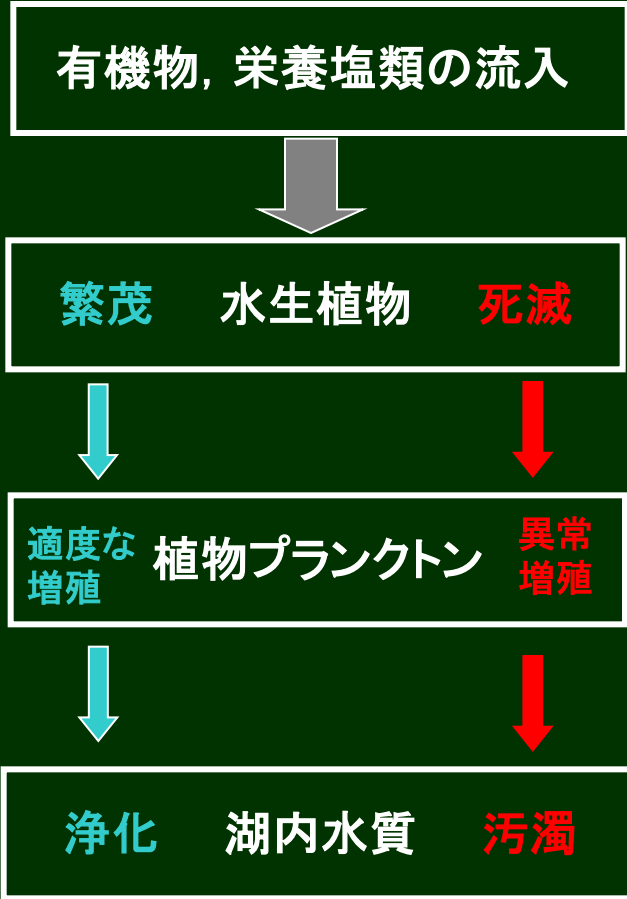 有機物，栄養塩類の流入
繁茂 水生植物 死滅
適度な
増殖
植物プランクトン
異常
増殖
浄化 湖内水質 汚濁